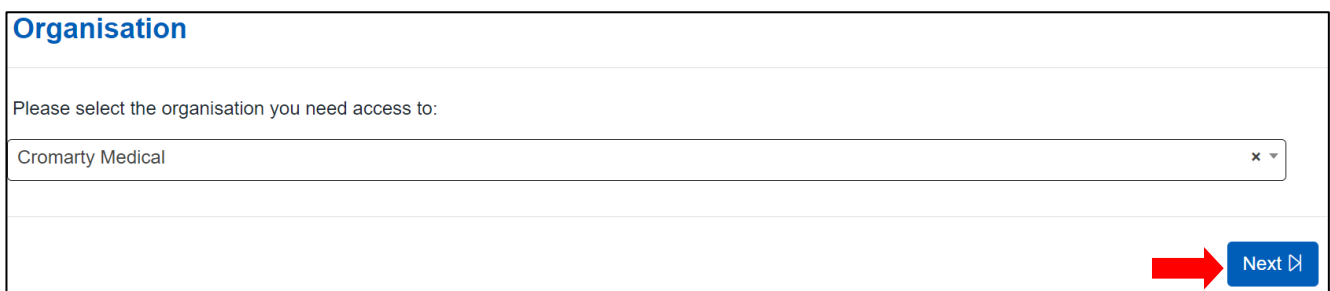 Organisation
Please select the organisation you need access to:
Cromarty Medical
Next